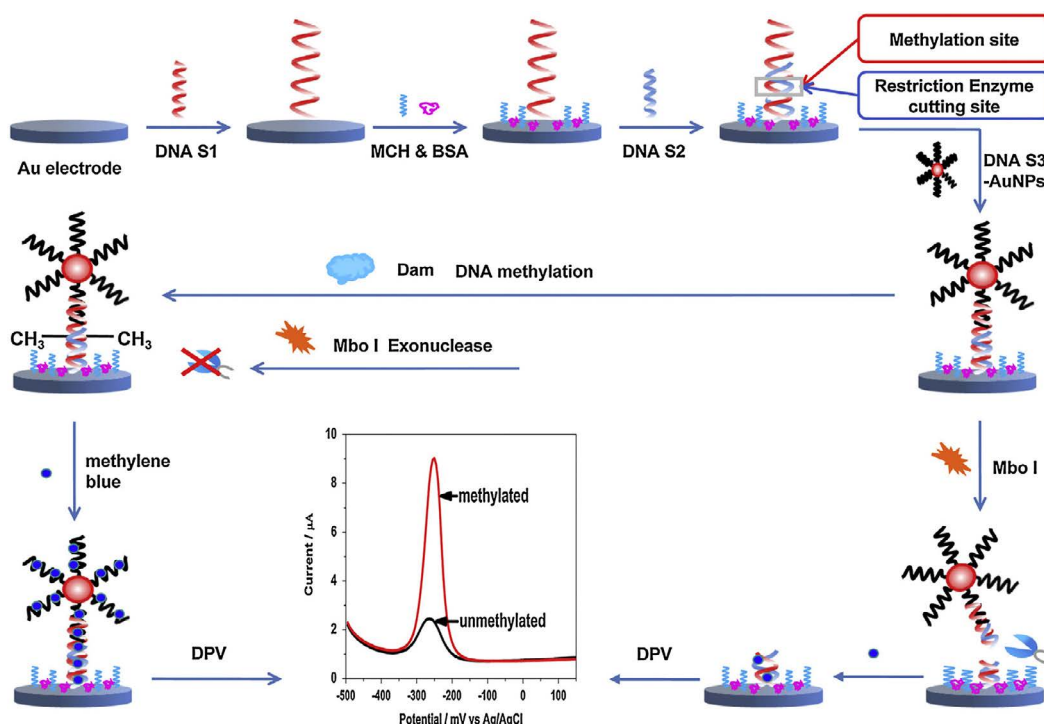 Methylation site
Restriction Enzyme
cutting site
Au electrode
DNA S1
MCH & BSA
DNA S2
DNA S3
-AuNPs
Dam DNA methylation
CH₃
CH₃
Mbo I Exonuclease
methylene
blue
Mbo I
DPV
DPV
10
8
6
4
2
0
Current / μA
methylated
unmethylated
-500 -400 -300 -200 -100 0 100
Potential / mV vs Ag/AgCl